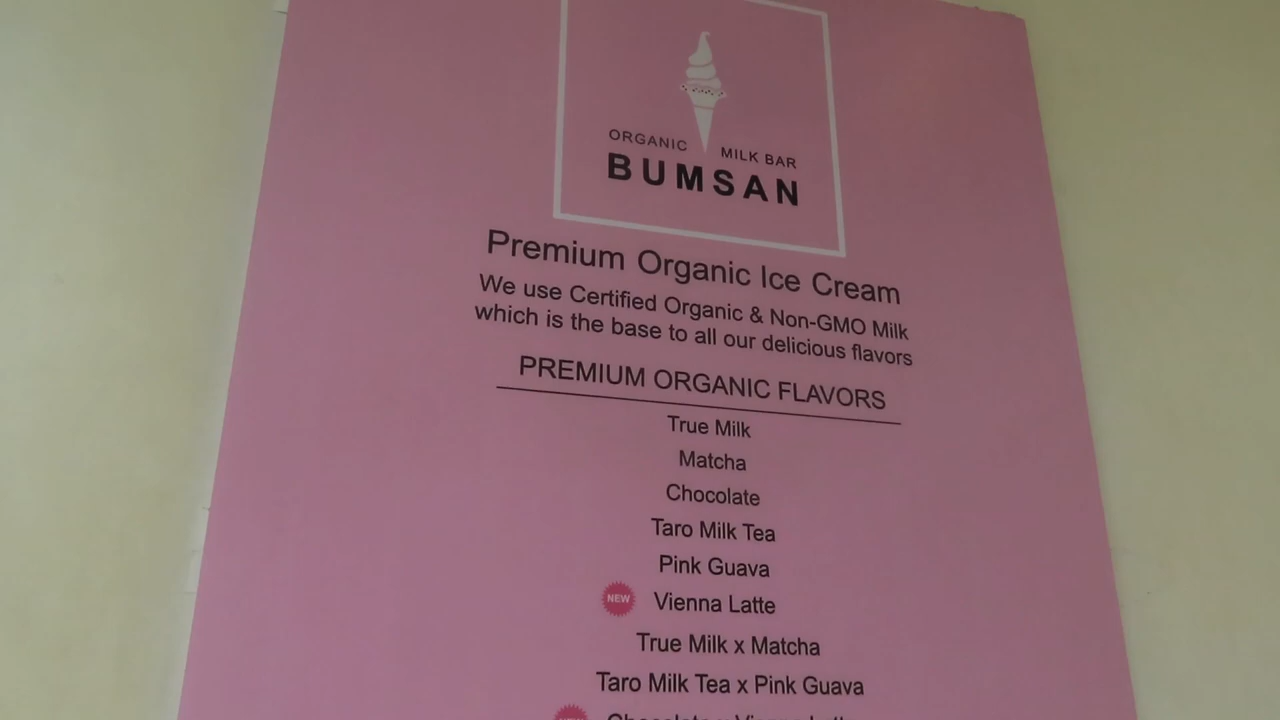 ORGANIC MILK BAR
BUMSAN
Premium Organic Ice Cream
We use Certified Organic & Non-GMO Milk
which is the base to all our delicious flavors
PREMIUM ORGANIC FLAVORS
True Milk
Matcha
Chocolate
Taro Milk Tea
Pink Guava
NEW Vienna Latte
True Milk x Matcha
Taro Milk Tea x Pink Guava